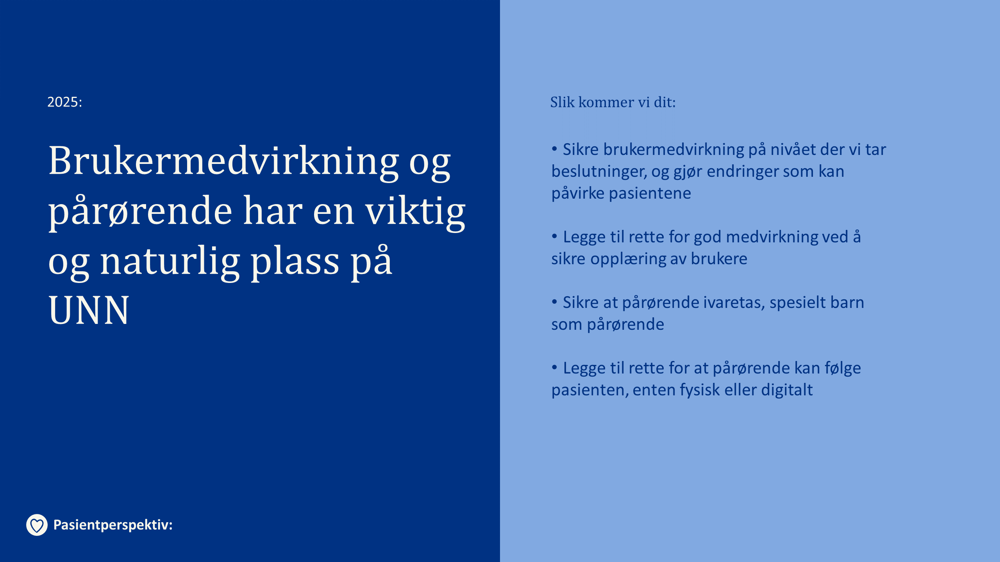 2025:
Brukermedvirkning og
pårørende har en viktig
og naturlig plass på
UNN
Pasientperspektiv:
Slik kommer vi dit:
• Sikre brukermedvirkning på nivået der vi tar
beslutninger, og gjør endringer som kan
påvirke pasientene
• Legge til rette for god medvirkning ved å
sikre opplæring av brukere
• Sikre at pårørende ivaretas, spesielt barn
som pårørende
• Legge til rette for at pårørende kan følge
pasienten, enten fysisk eller digitalt